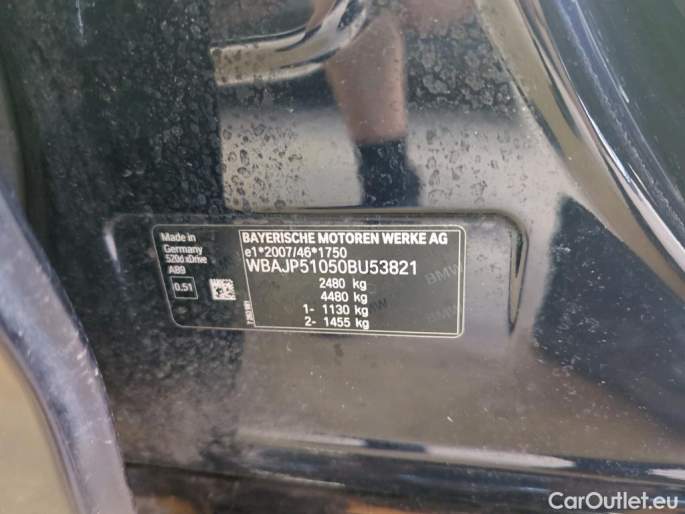 Made in
Germany
520d xDrive
A89
0.51
BAYERISCHE MOTOREN WERKE AG
e1*2007/46*1750
WBAJP51050BU53821
2480 kg
4480 kg
1- 1130 kg
2- 1455 kg
BMW
CarOutlet.eu